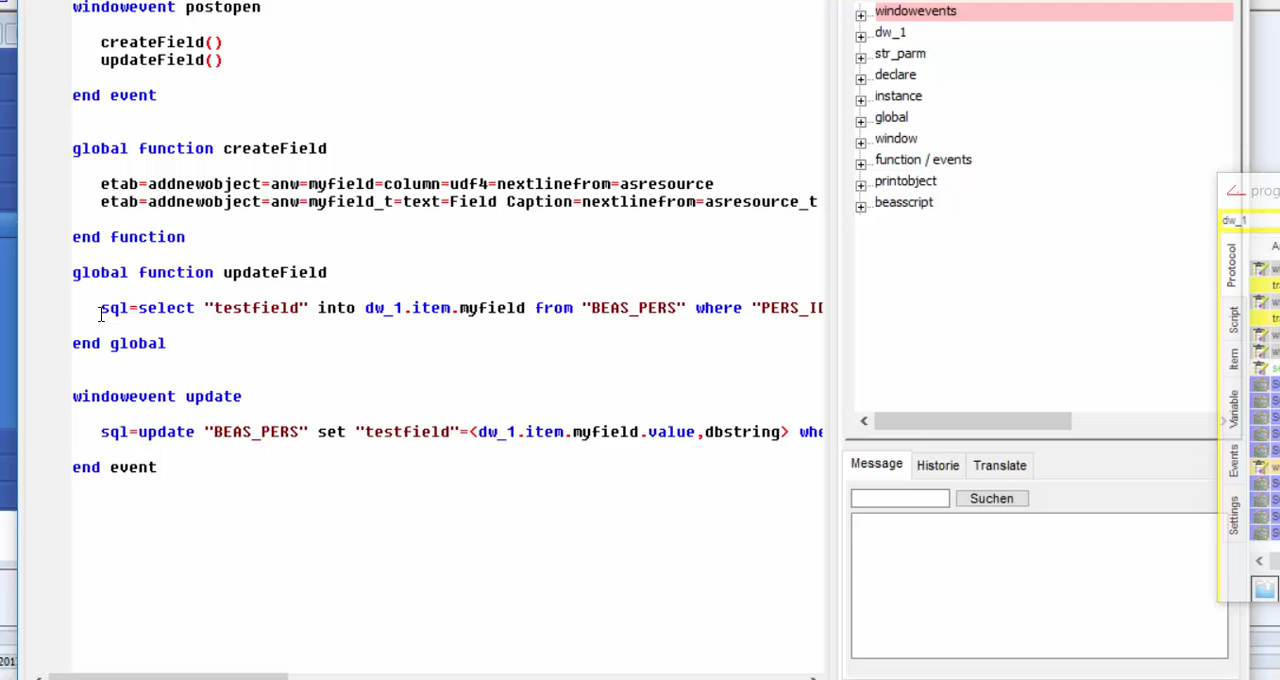 windowevent postopen
createField()
updateField()
end event
global function createField
etab=addnewobject=anw=myfield=column=udf4=nextlinefrom=asresource
etab=addnewobject=anw=myfield_t=text=Field Caption=nextlinefrom=asresource_t
end function
global function updateField
sql=select "testfield" into dw_1.item.myfield from "BEAS_PERS" where "PERS_ID
end global
windowevent update
sql=update "BEAS_PERS" set "testfield"=<dw_1.item.myfield.value,dbstring> whe
end event
windowevents
dw_1
str_parm
declare
instance
global
window
function / events
printobject
beasscript
Message
Historie
Translate
Suchen
prog
dw_1
Protocol
Script
Item
Variable
Events
Settings
201